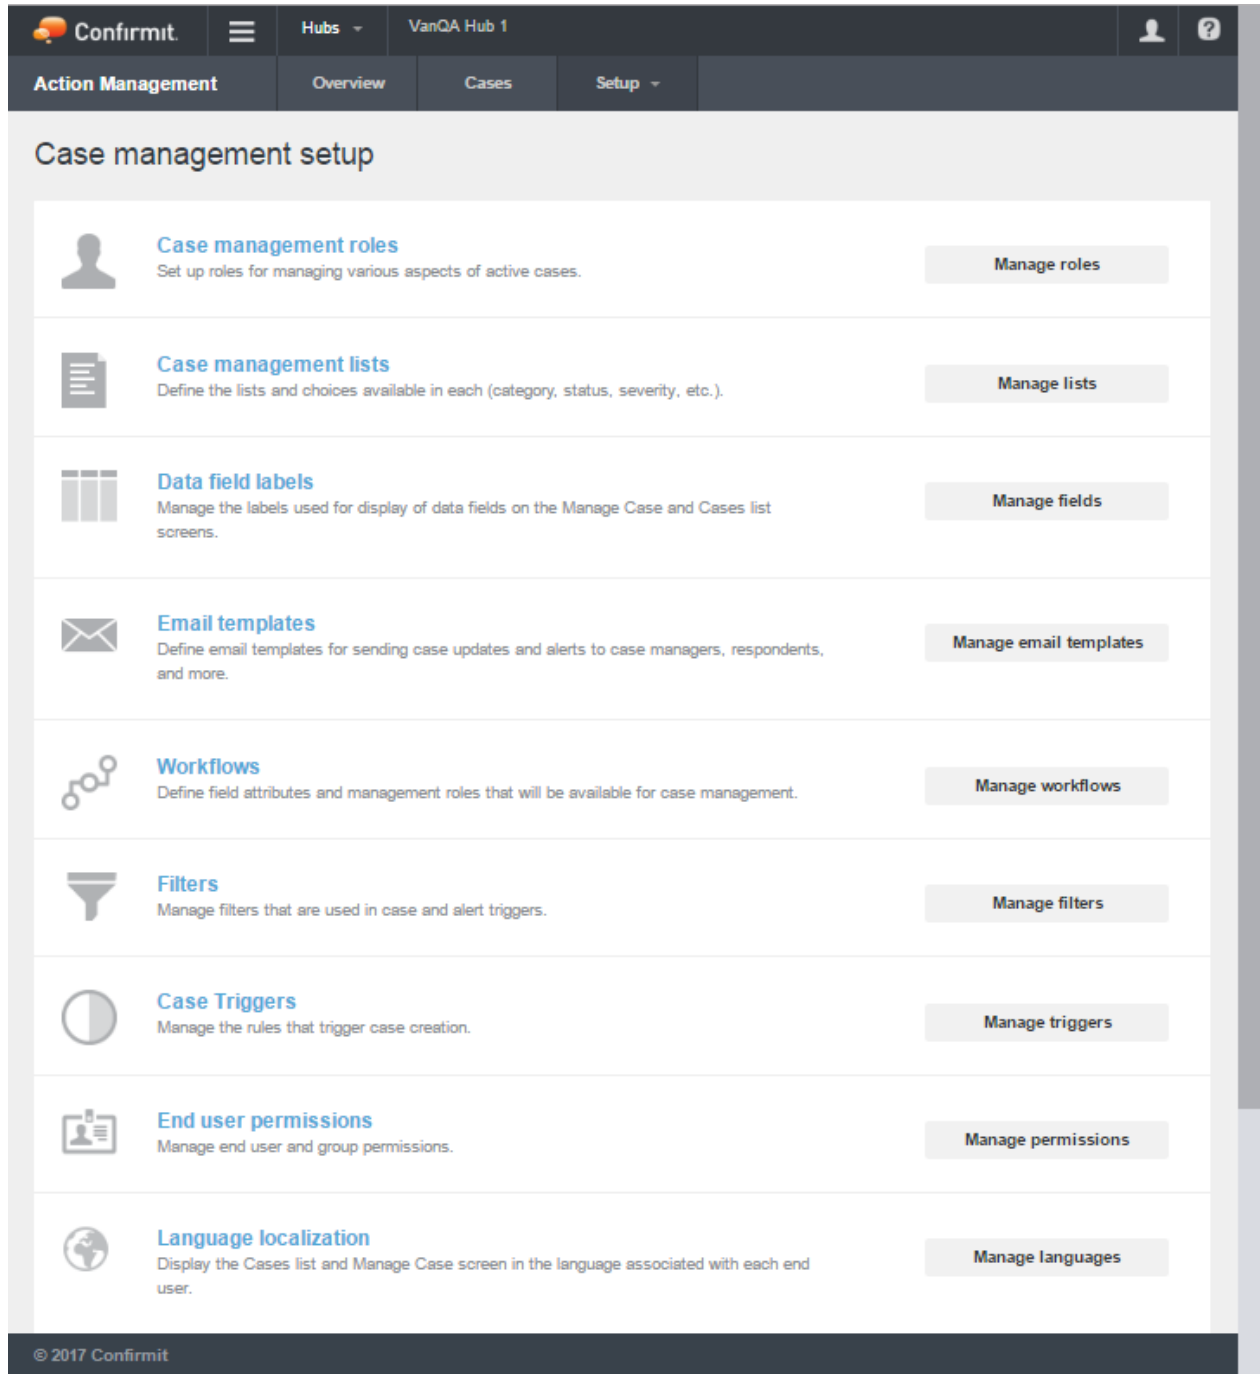 Confirmit.
Hubs
VanQA Hub 1
Action Management
Overview
Cases
Setup
Case management setup
Case management roles
Set up roles for managing various aspects of active cases.
Manage roles
Case management lists
Define the lists and choices available in each (category, status, severity, etc.).
Manage lists
Data field labels
Manage the labels used for display of data fields on the Manage Case and Cases list
screens.
Manage fields
Email templates
Define email templates for sending case updates and alerts to case managers, respondents,
and more.
Manage email templates
Workflows
Define field attributes and management roles that will be available for case management.
Manage workflows
Filters
Manage filters that are used in case and alert triggers.
Manage filters
Case Triggers
Manage the rules that trigger case creation.
Manage triggers
End user permissions
Manage end user and group permissions.
Manage permissions
Language localization
Display the Cases list and Manage Case screen in the language associated with each end
user.
Manage languages
© 2017 Confirmit